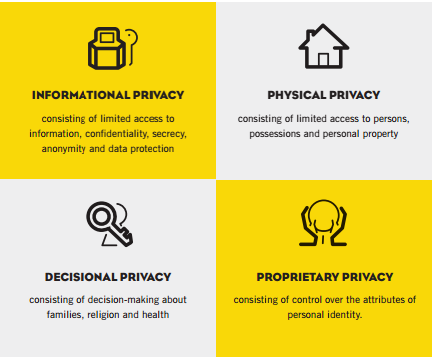 INFORMATIONAL PRIVACY
consisting of limited access to
information, confidentiality, secrecy,
anonymity and data protection
PHYSICAL PRIVACY
consisting of limited access to persons,
possessions and personal property
DECISIONAL PRIVACY
consisting of decision-making about
families, religion and health
PROPRIETARY PRIVACY
consisting of control over the attributes of
personal identity.